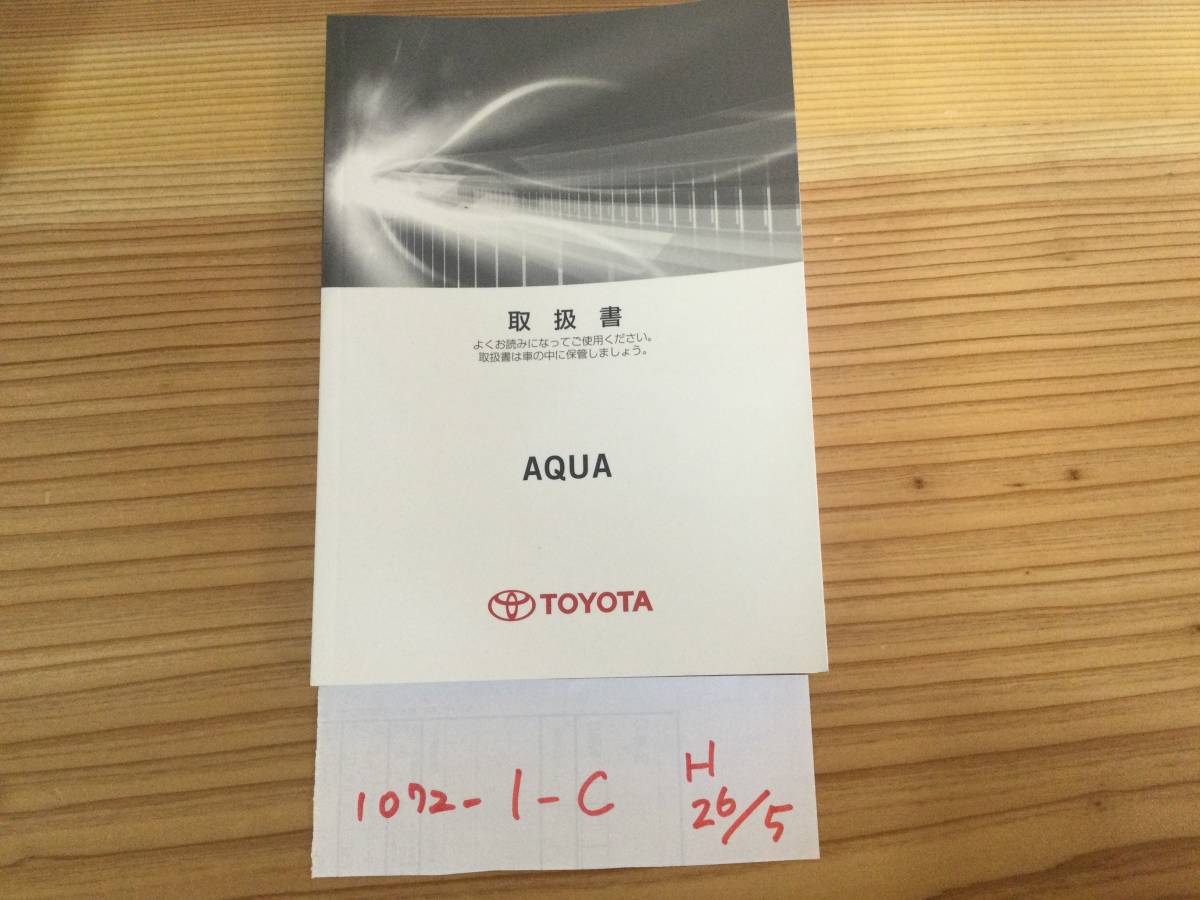 取扱書
よくお読みになってご使用ください。
取扱書は車の中に保管しましょう。
AQUA
TOYOTA
1072-1-C
H
26/5